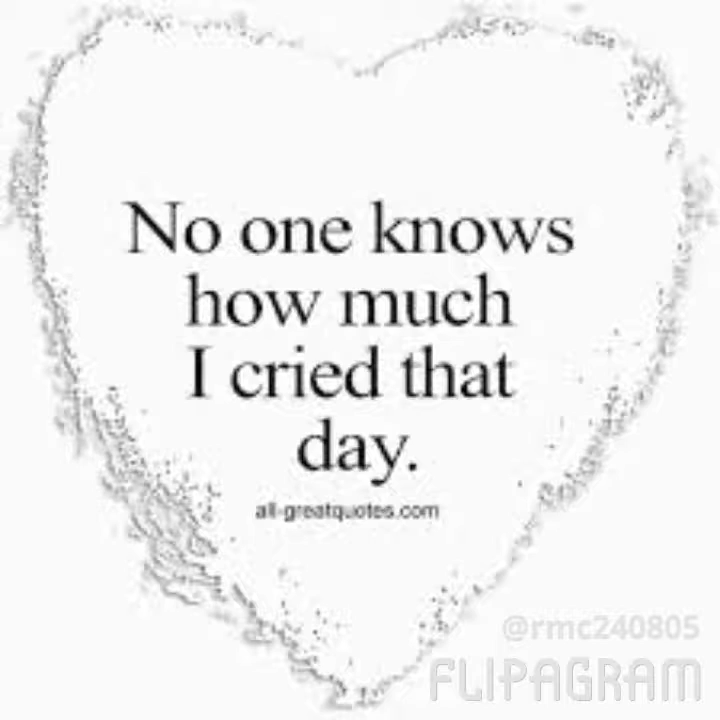 No one knows
how much
I cried that
day.
all-greatquotes.com
@rmc240805
FLIPAGRAM